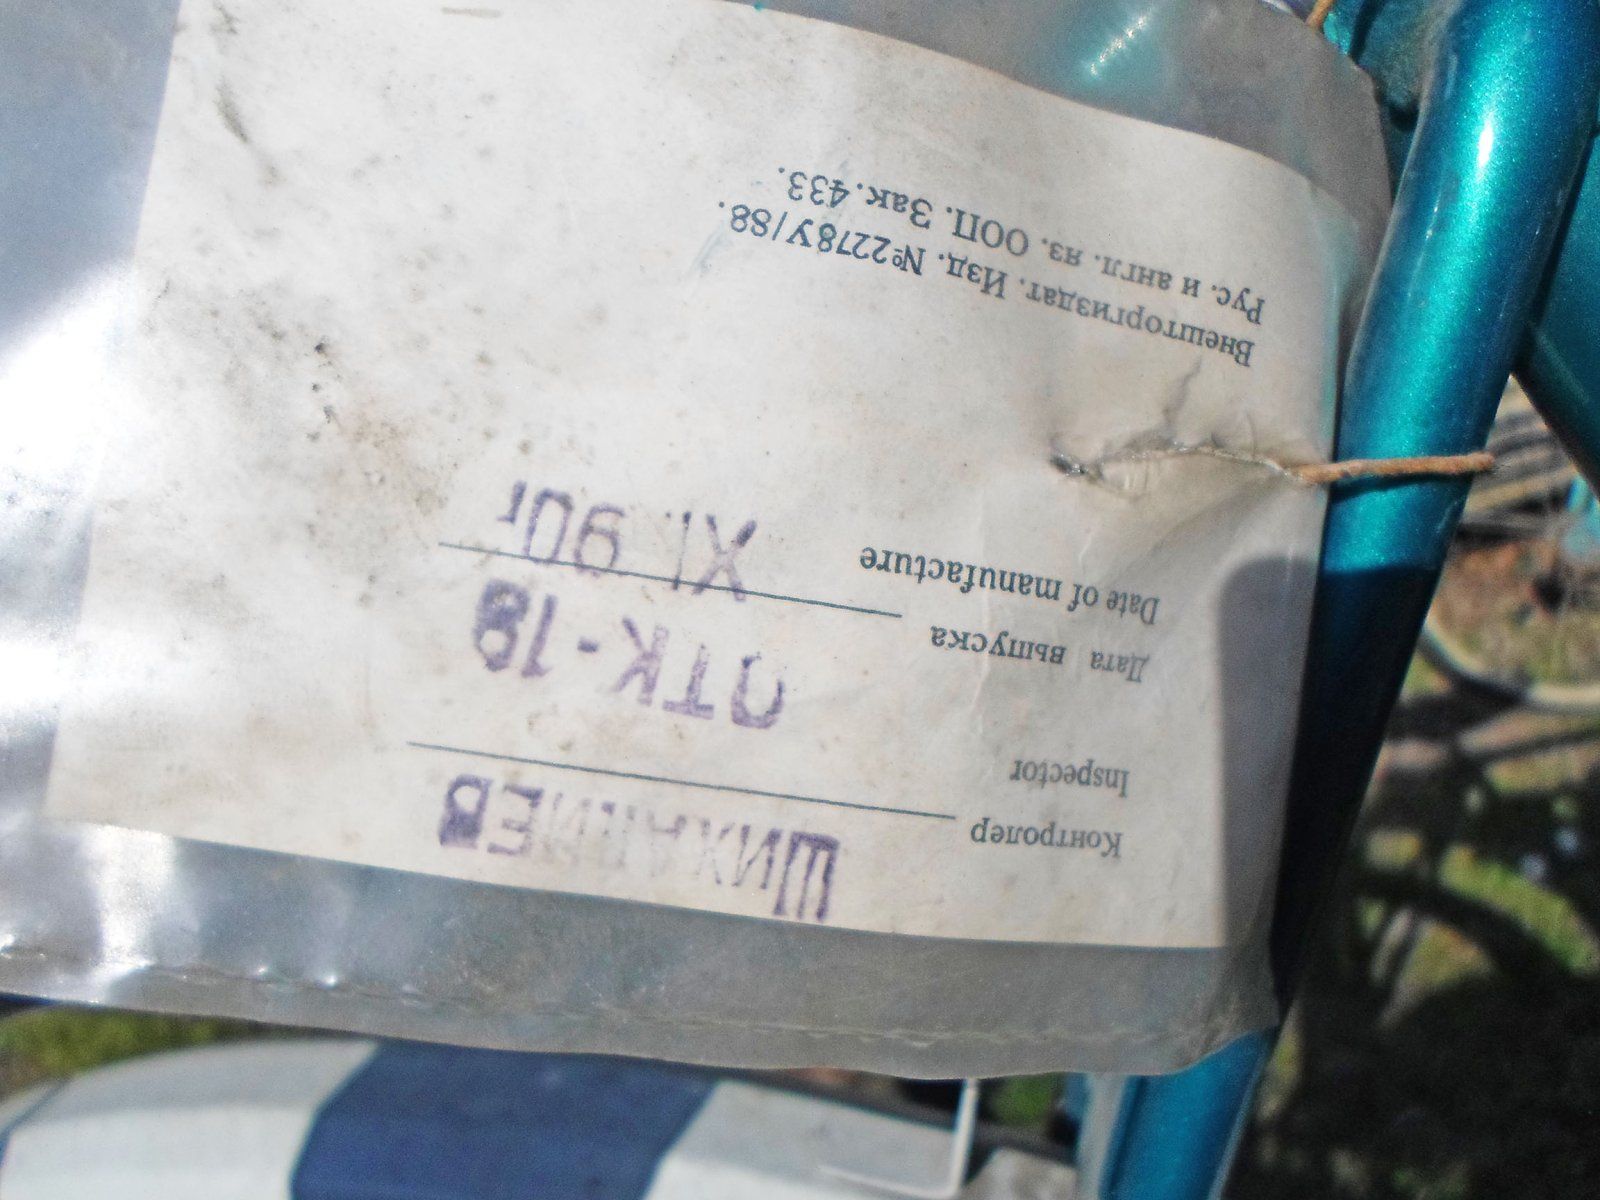 Контролер ШИХАЛИЕВ
Inspector
ОТК-18
Дата выпуска
Date of manufacture XI.90г
Внешторгиздат. Изд. №2278У/88.
Рус. и англ. яз. ООП. Зак. 433.